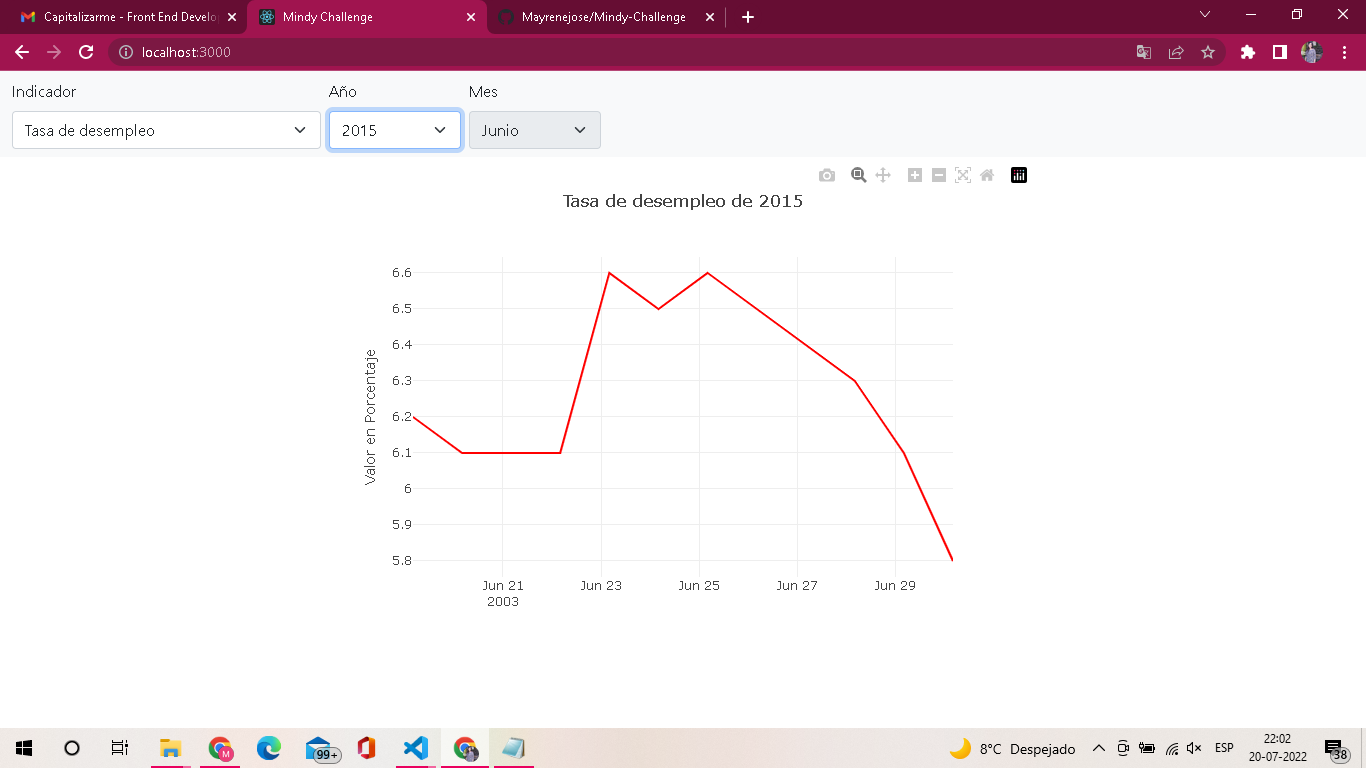 Capitalizarme - Front End Develo
Mindy Challenge
Mayrenejose/Mindy-Challenge
localhost:3000
Indicador
Año
Mes
Tasa de desempleo
2015
Junio
Tasa de desempleo de 2015
Valor en Porcentaje
6.6
6.5
6.4
6.3
6.2
6.1
6
5.9
5.8
Jun 21
2003
Jun 23
Jun 25
Jun 27
Jun 29
M
99+
8°C Despejado
ESP
22:02
20-07-2022
38